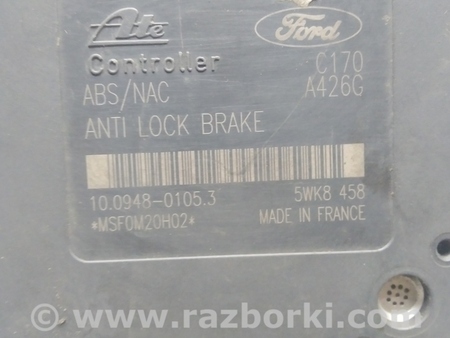 Ate Ford
Controller C170
ABS/NAC A426G
ANTI LOCK BRAKE
10.0948-0105.3 5WK8 458
*MSF0M20H02* MADE IN FRANCE
© www.razborki.com